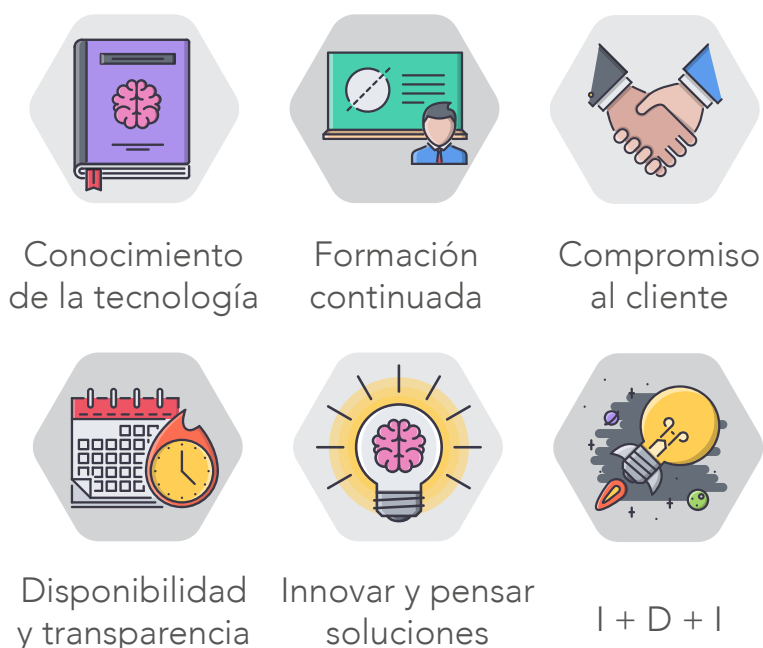 Conocimiento
de la tecnología
Formación
continuada
Compromiso
al cliente
Disponibilidad
y transparencia
Innovar y pensar
soluciones
I + D + I